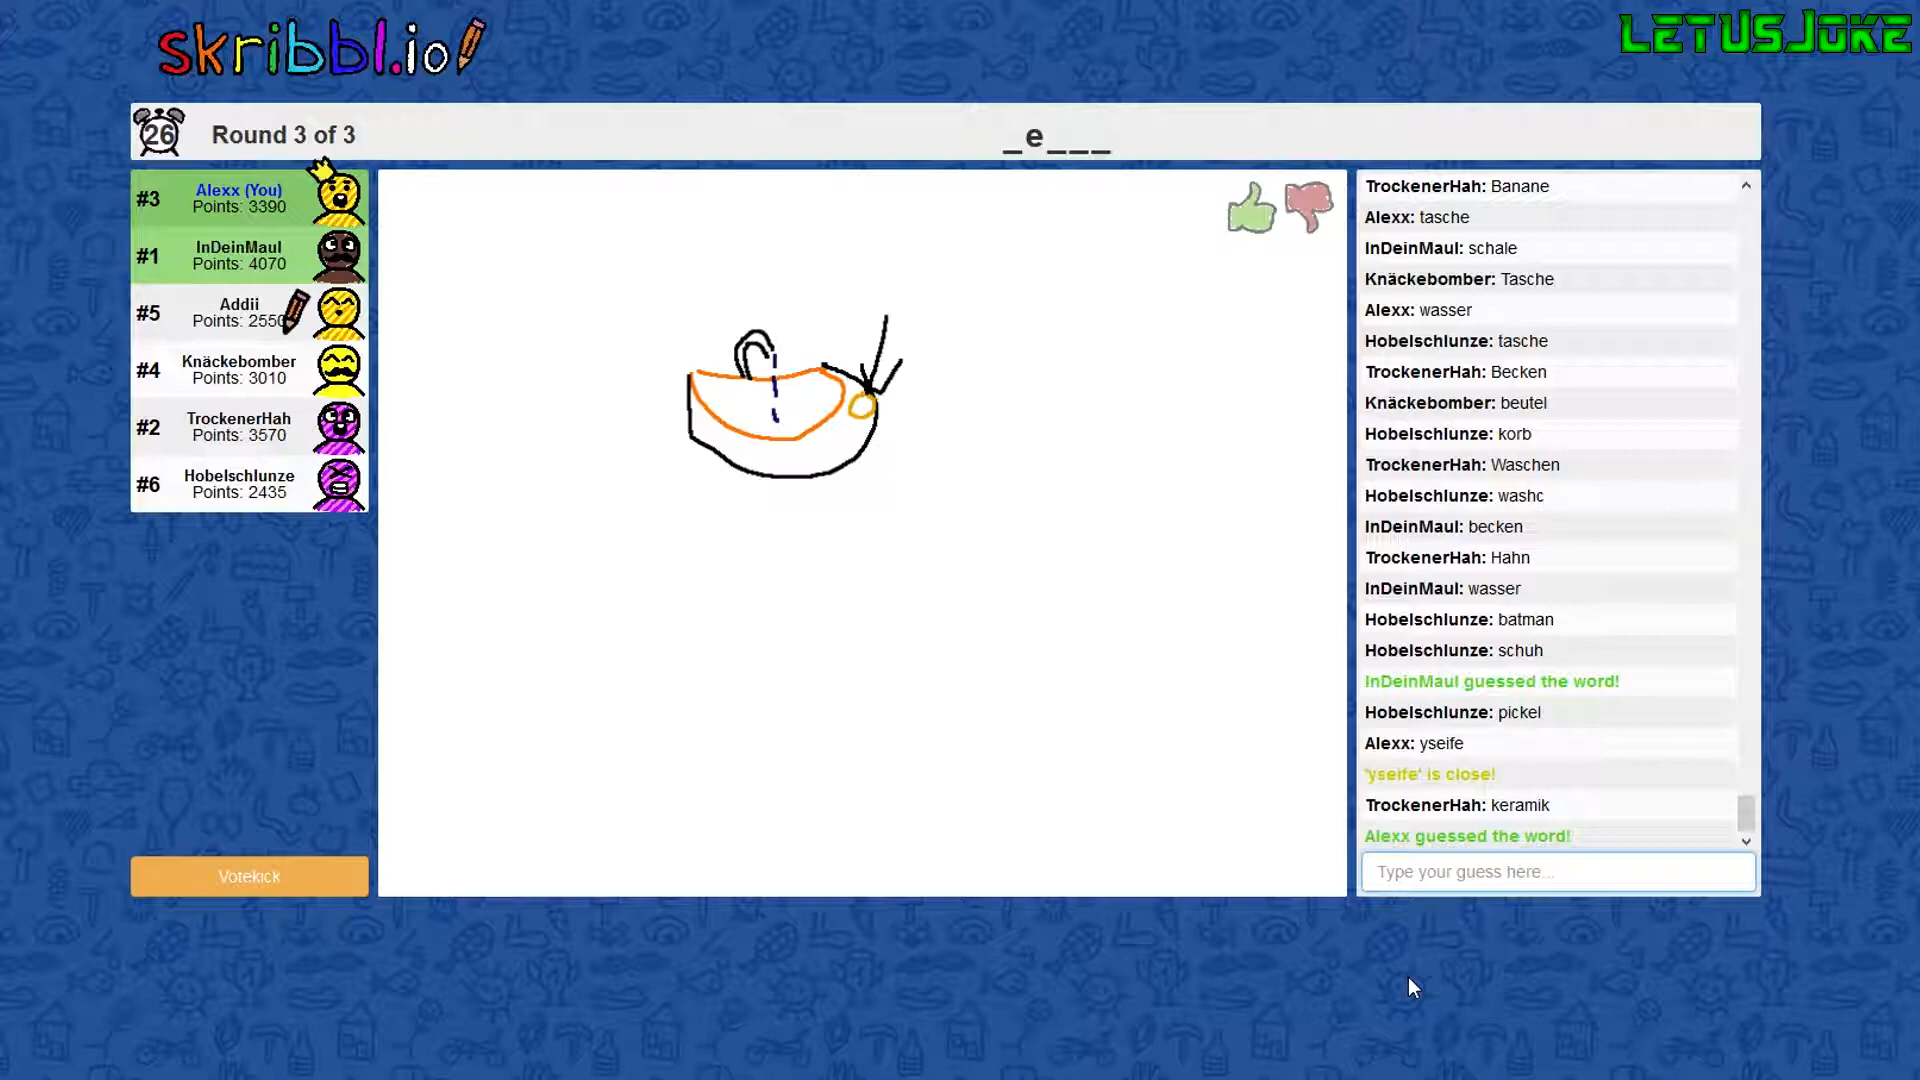 skribbl.io
LETUSJOKE
26
Round 3 of 3
_e___
#3
Alexx (You)
Points: 3390
#1
InDeinMaul
Points: 4070
#5
Addii
Points: 2550
#4
Knäckebomber
Points: 3010
#2
TrockenerHah
Points: 3570
#6
Hobelschlunze
Points: 2435
Votekick
TrockenerHah: Banane
Alexx: tasche
InDeinMaul: schale
Knäckebomber: Tasche
Alexx: wasser
Hobelschlunze: tasche
TrockenerHah: Becken
Knäckebomber: beutel
Hobelschlunze: korb
TrockenerHah: Waschen
Hobelschlunze: washc
InDeinMaul: becken
TrockenerHah: Hahn
InDeinMaul: wasser
Hobelschlunze: batman
Hobelschlunze: schuh
InDeinMaul guessed the word!
Hobelschlunze: pickel
Alexx: yseife
'yseife' is close!
TrockenerHah: keramik
Alexx guessed the word!
Type your guess here...